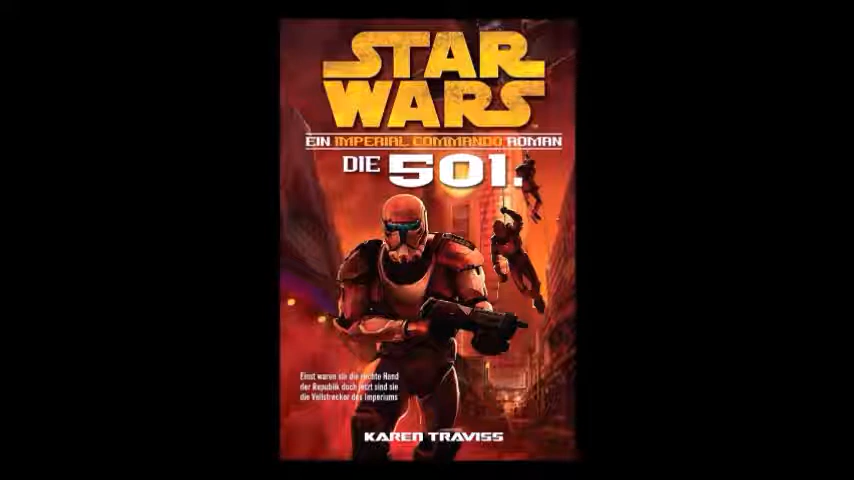 STAR
WARS
EIN IMPERIAL COMMANDO ROMAN
DIE 501.
Einst waren sie die rechte Hand
der Republik doch jetzt sind sie
die Vollstrecker des Imperiums
KAREN TRAVISS